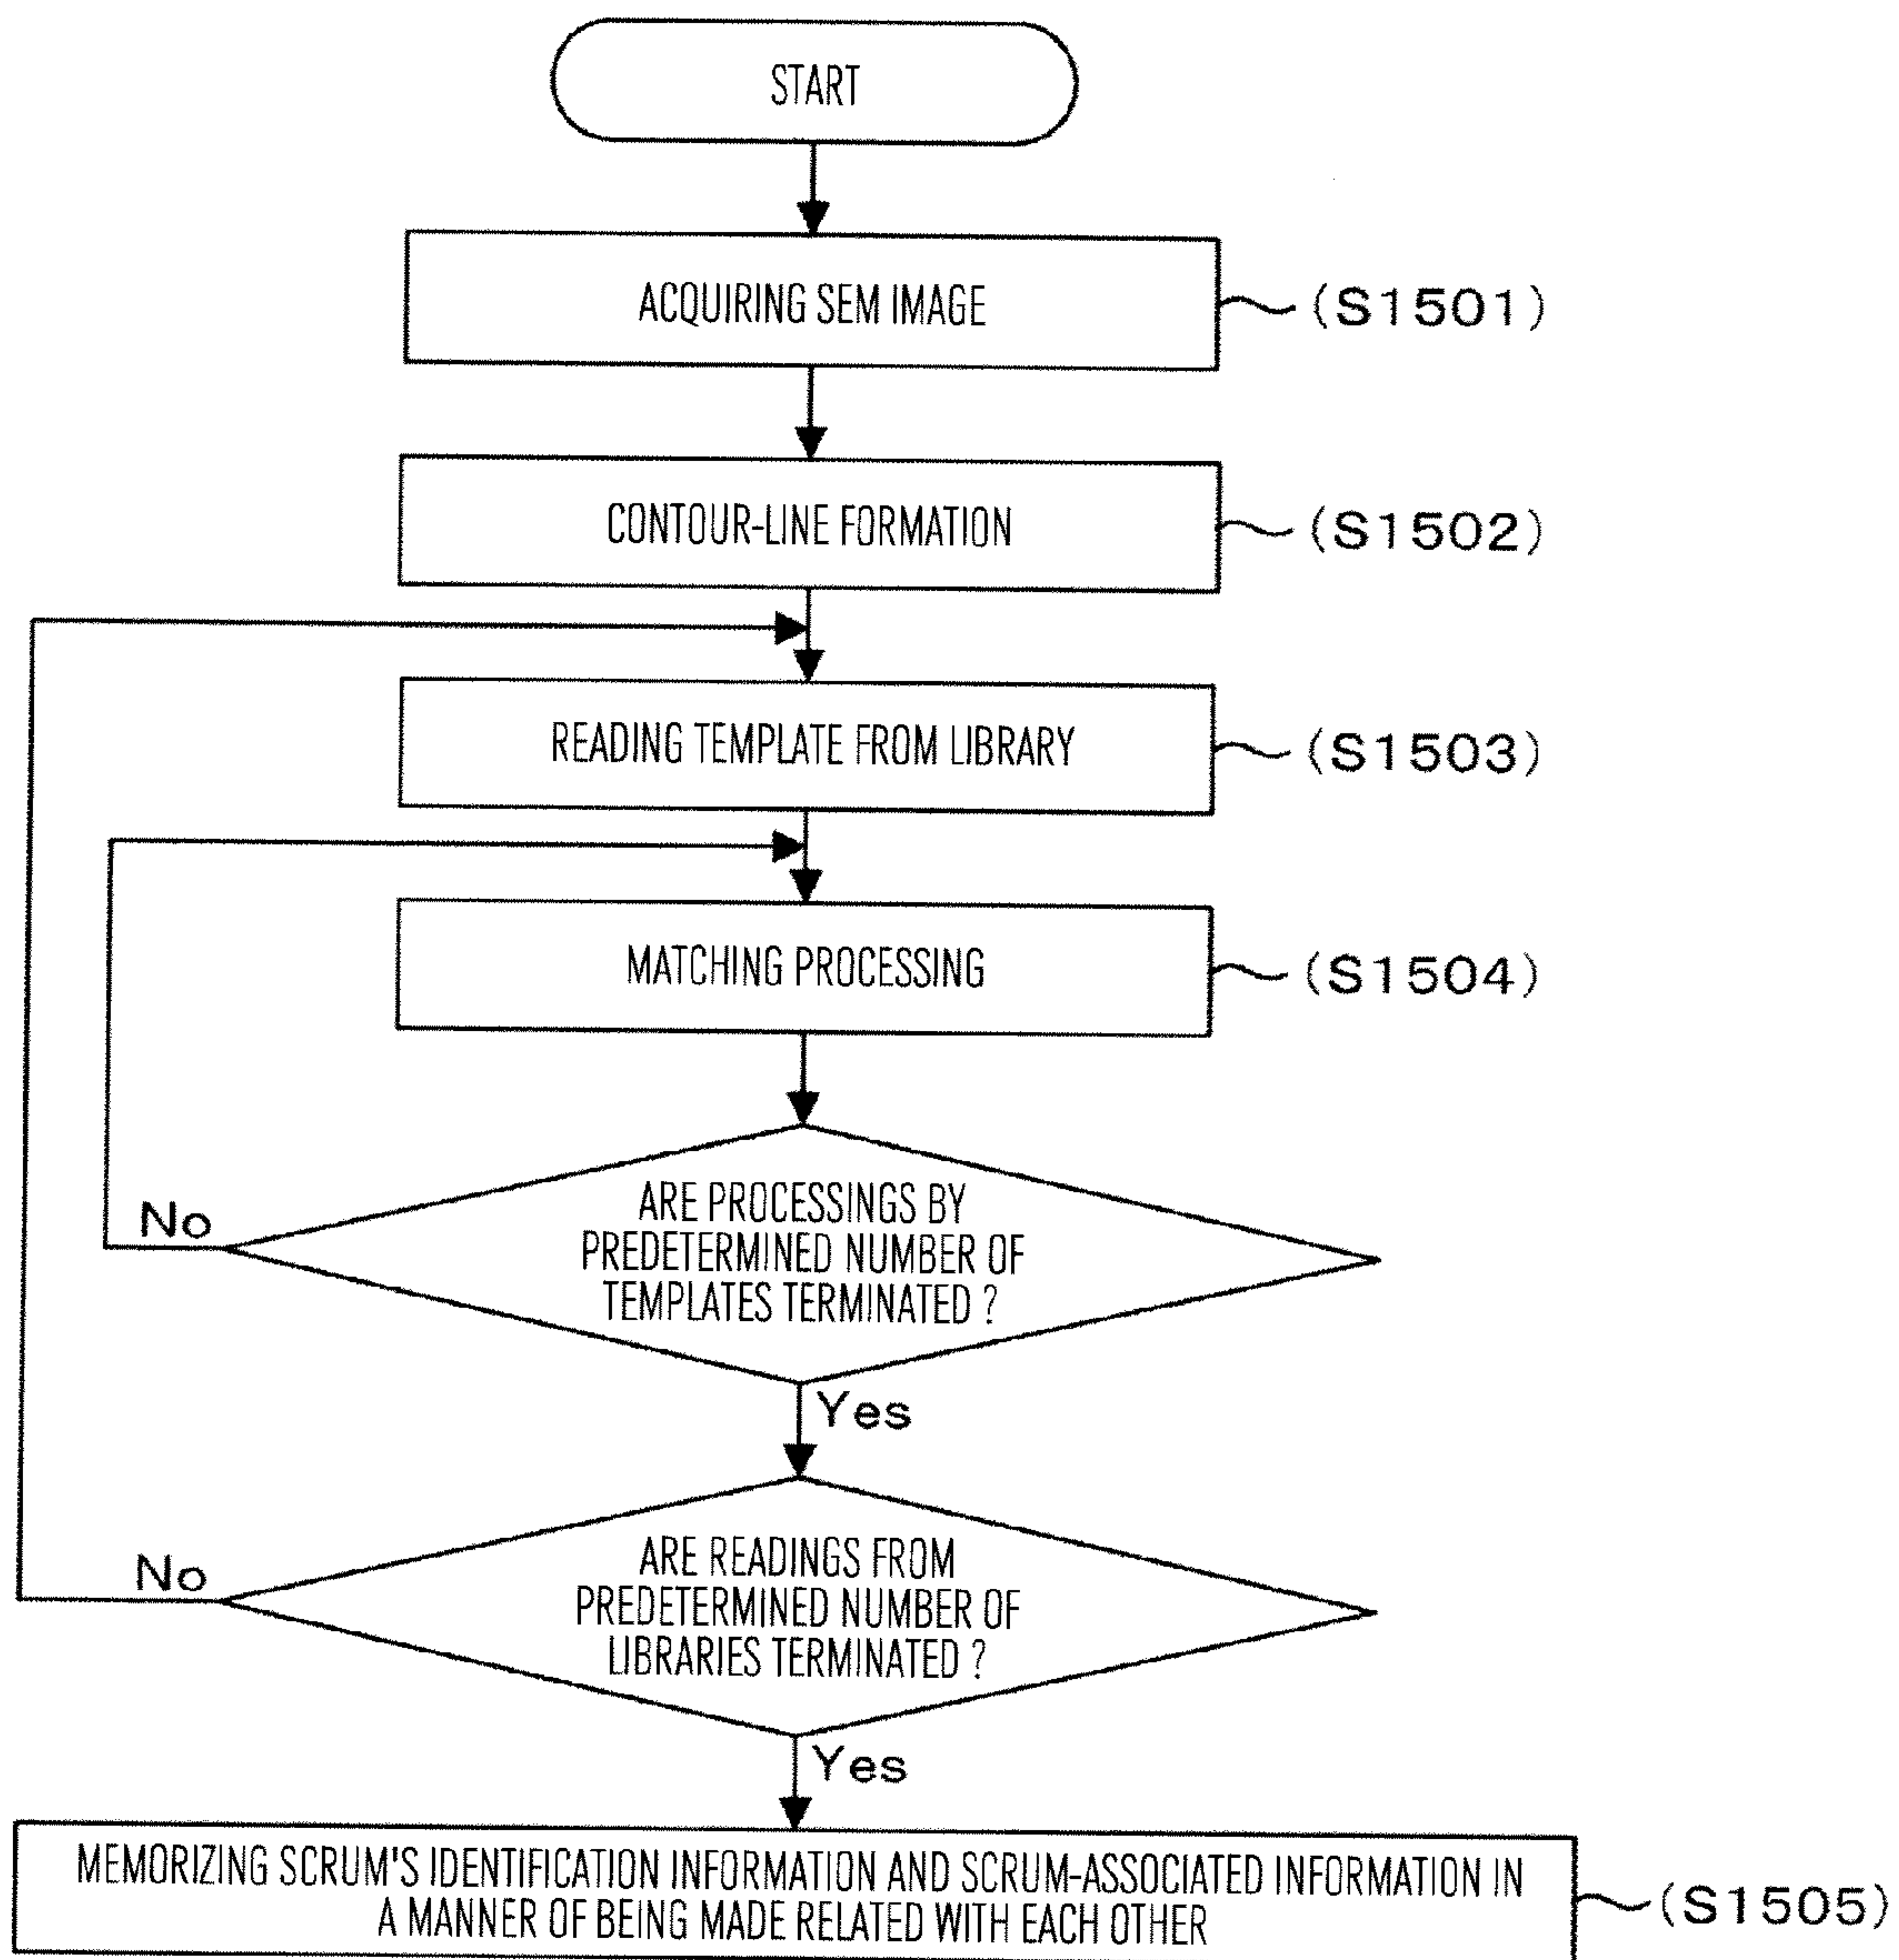 START
ACQUIRING SEM IMAGE
(S1501)
CONTOUR-LINE FORMATION
(S1502)
READING TEMPLATE FROM LIBRARY
(S1503)
MATCHING PROCESSING
(S1504)
ARE PROCESSINGS BY
PREDETERMINED NUMBER OF
TEMPLATES TERMINATED ?
No
Yes
ARE READINGS FROM
PREDETERMINED NUMBER OF
LIBRARIES TERMINATED ?
No
Yes
MEMORIZING SCRUM'S IDENTIFICATION INFORMATION AND SCRUM-ASSOCIATED INFORMATION IN
A MANNER OF BEING MADE RELATED WITH EACH OTHER
(S1505)